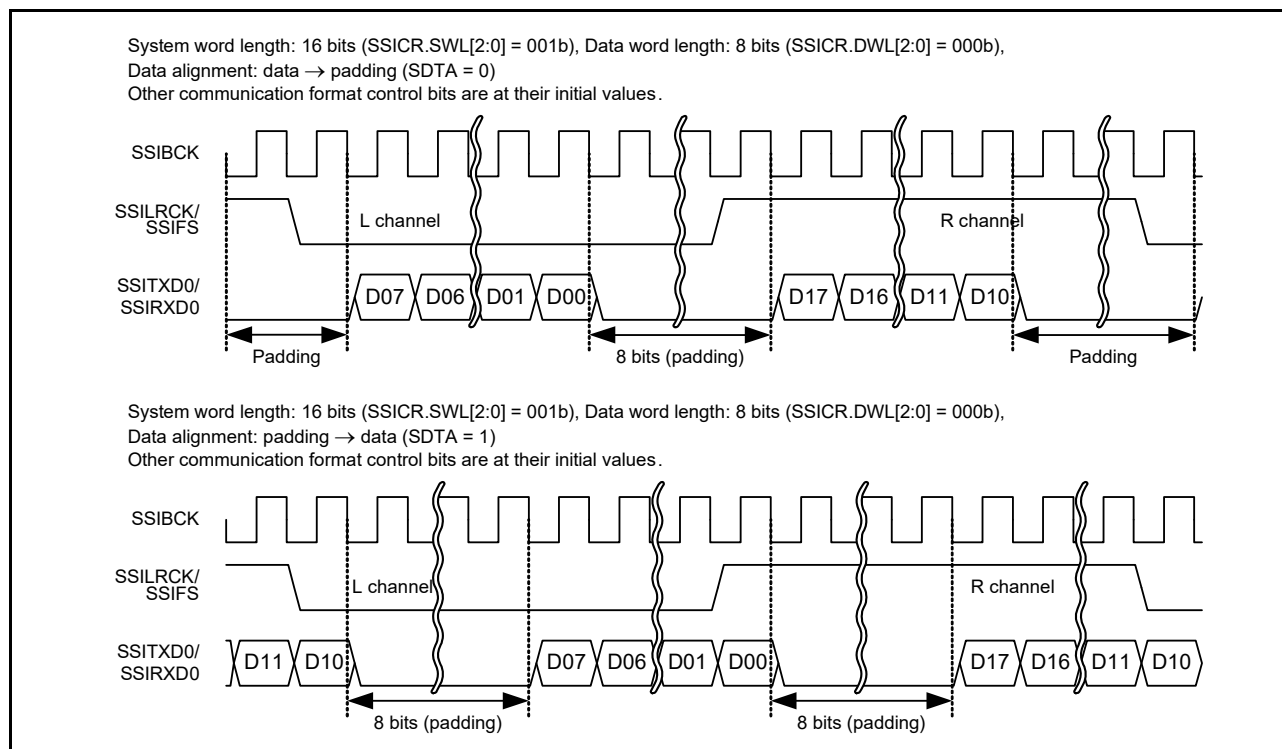 System word length: 16 bits (SSICR.SWL[2:0] = 001b), Data word length: 8 bits (SSICR.DWL[2:0] = 000b),
Data alignment: data → padding (SDTA = 0)
Other communication format control bits are at their initial values.
SSIBCK
SSILRCK/
SSIFS
L channel
R channel
SSITXD0/
SSIRXD0
D07 D06 D01 D00 D17 D16 D11 D10
Padding 8 bits (padding) Padding
System word length: 16 bits (SSICR.SWL[2:0] = 001b), Data word length: 8 bits (SSICR.DWL[2:0] = 000b),
Data alignment: padding → data (SDTA = 1)
Other communication format control bits are at their initial values.
SSIBCK
SSILRCK/
SSIFS
L channel
R channel
SSITXD0/
SSIRXD0
D11 D10 D07 D06 D01 D00 D17 D16 D11 D10
8 bits (padding) 8 bits (padding)